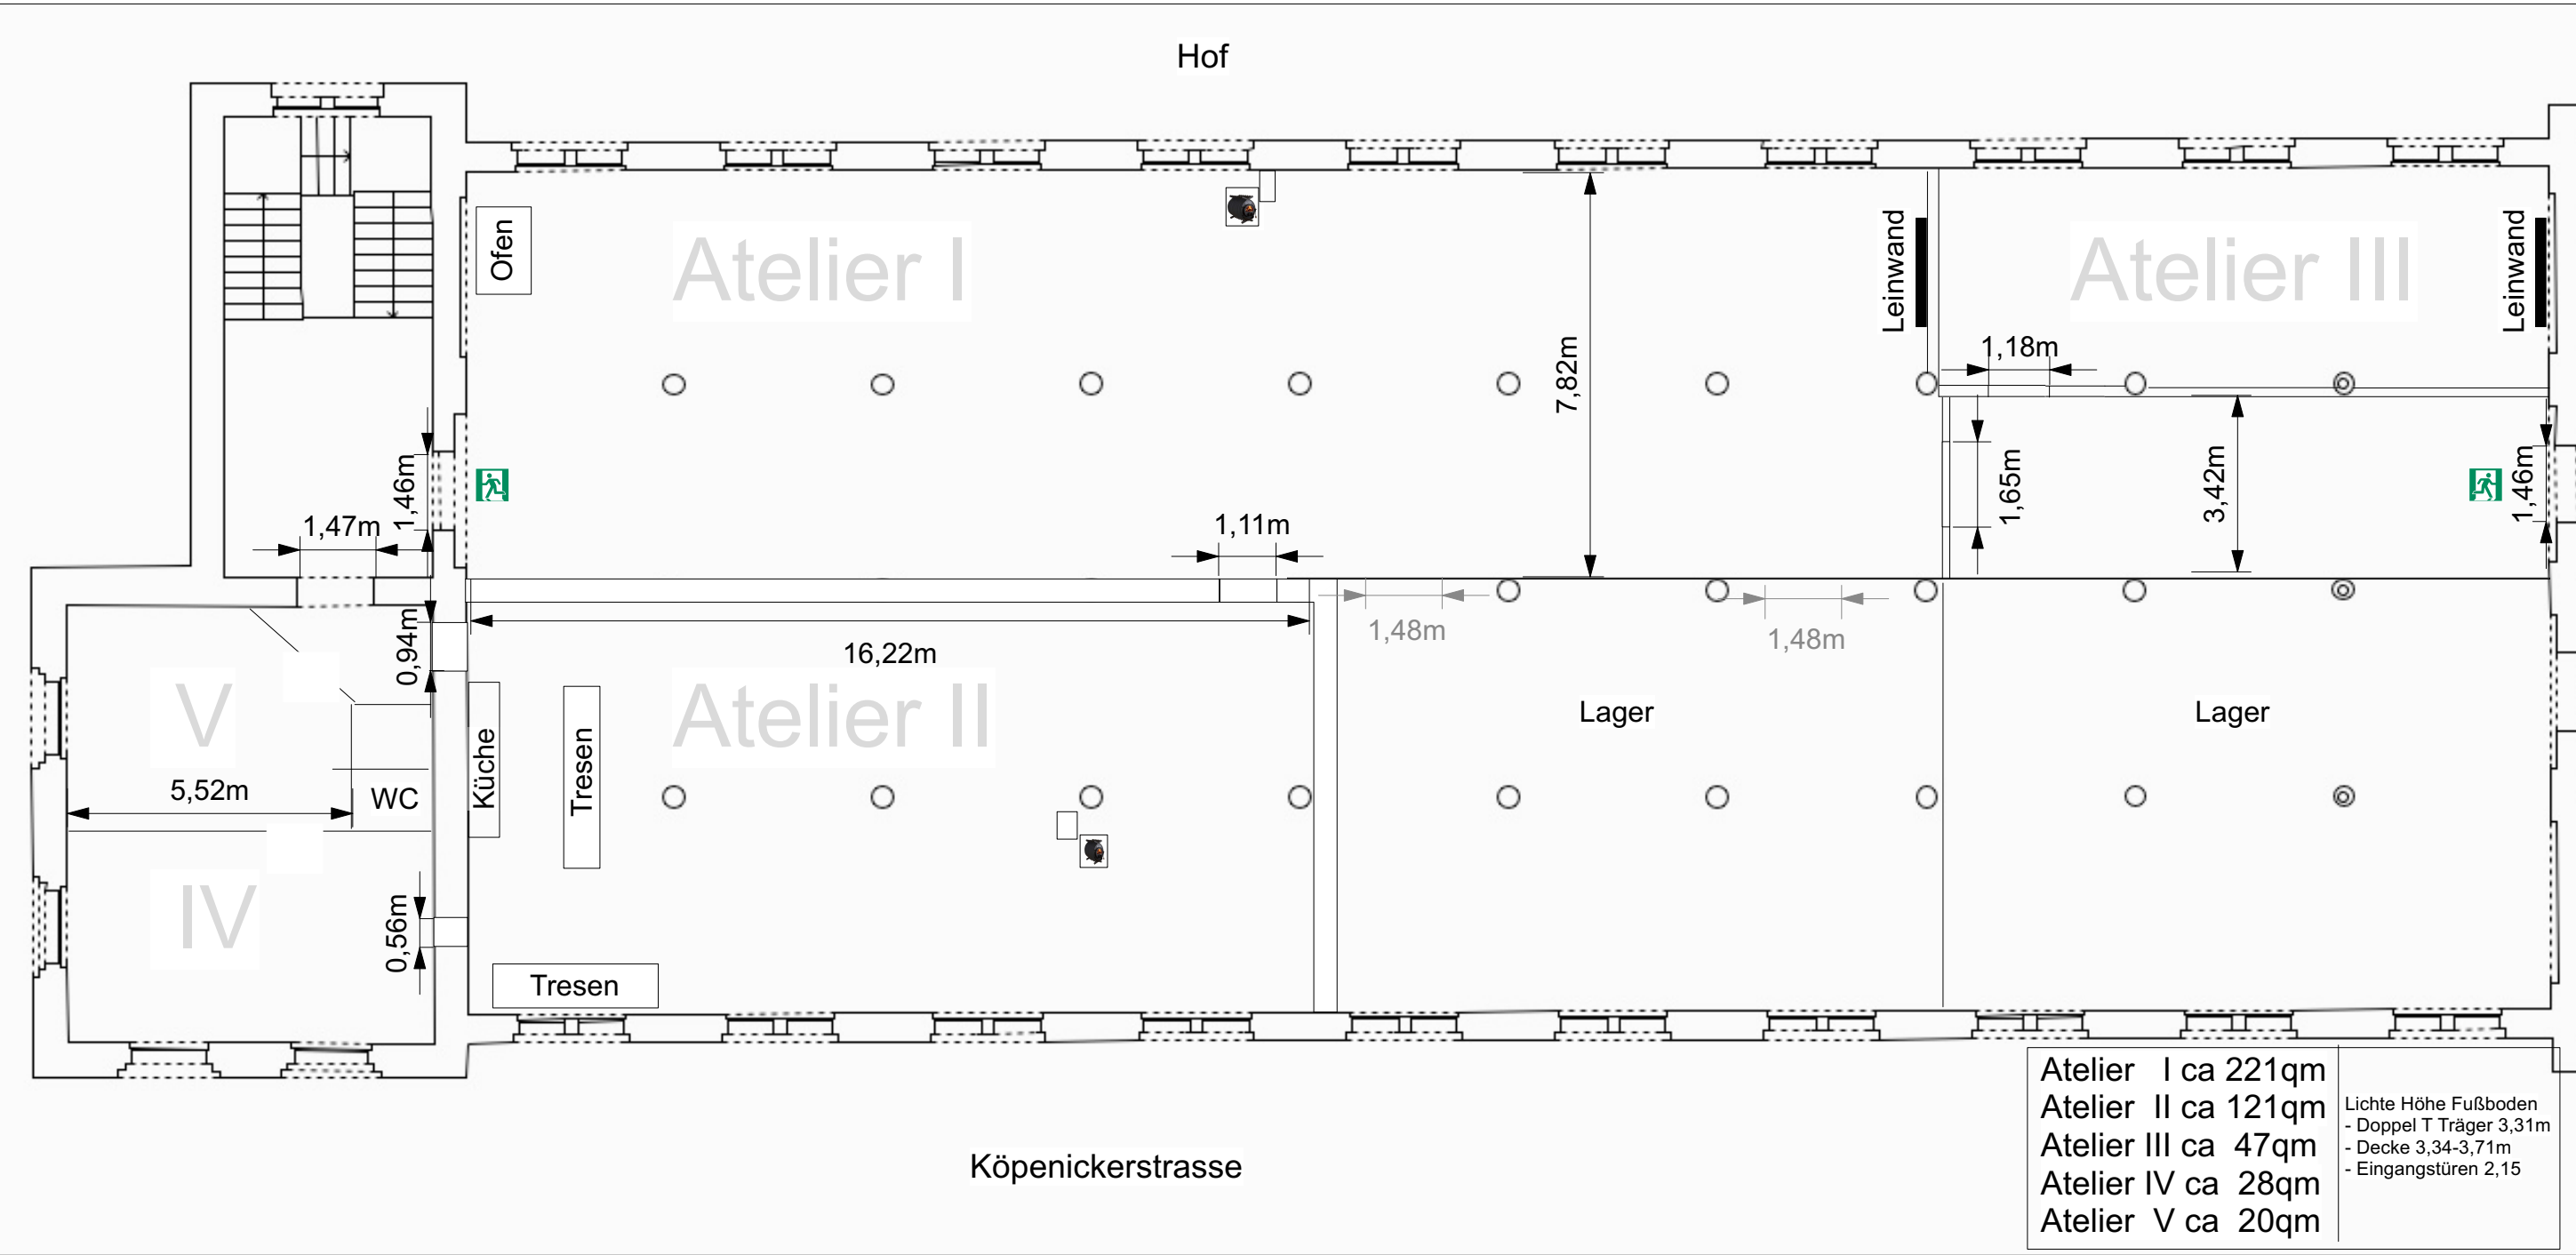 Hof
Ofen
Atelier I
Leinwand
Atelier III
Leinwand
7,82m
1,18m
1,46m
1,47m
1,11m
1,65m
3,42m
1,46m
0,94m
16,22m
1,48m
1,48m
V
Küche
Tresen
Atelier II
Lager
Lager
5,52m
WC
IV
0,56m
Tresen
Köpenickerstrasse
Atelier I ca 221qm
Atelier II ca 121qm
Atelier III ca 47qm
Atelier IV ca 28qm
Atelier V ca 20qm
Lichte Höhe Fußboden
- Doppel T Träger 3,31m
- Decke 3,34-3,71m
- Eingangstüren 2,15